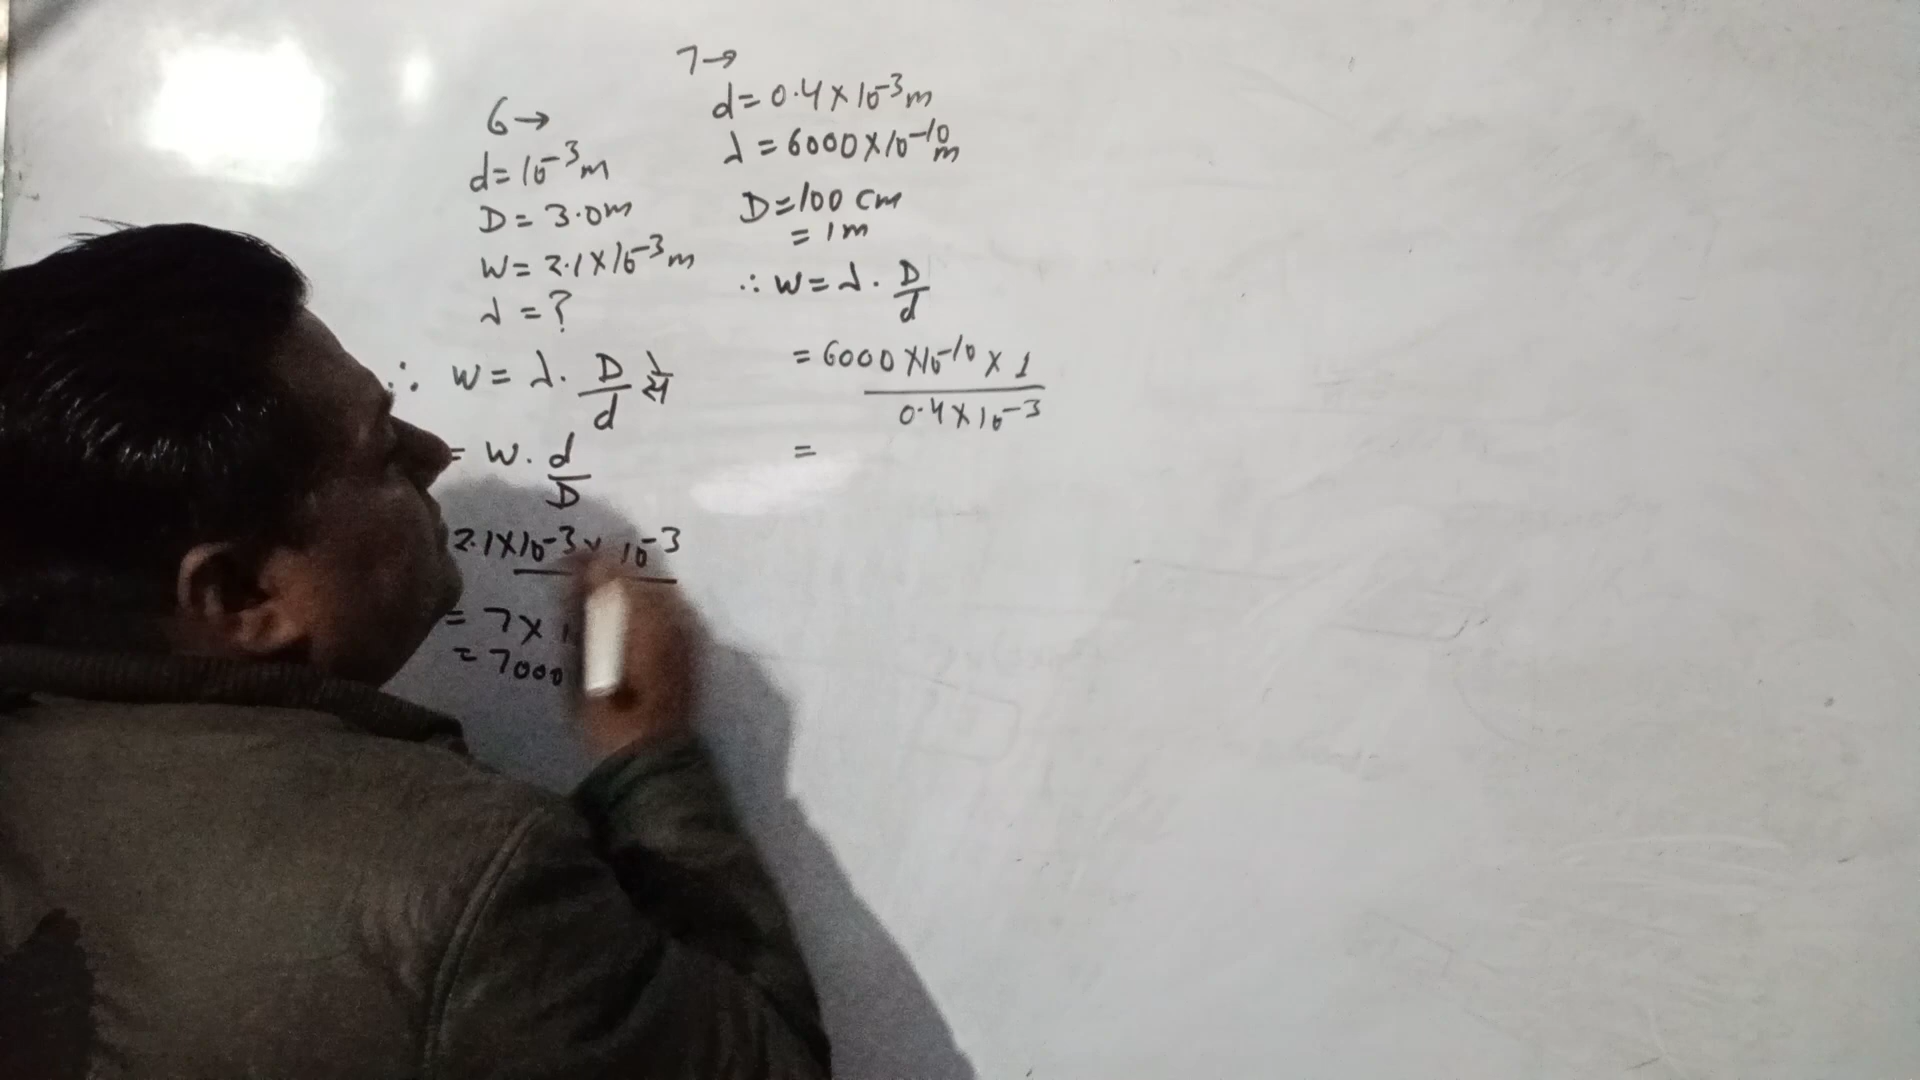 6→
d=10⁻³m
D=3.0m
W=2.1×10⁻³m
λ=?
∴ W=λ.D/d से
= W.d/D
2.1×10⁻³× 10⁻³
= 7×
= 7000
7→
d=0.4×10⁻³m
λ=6000×10⁻¹⁰m
D=100 cm
= 1m
∴ W=λ.D/d
= 6000×10⁻¹⁰×1
0.4×10⁻³
=